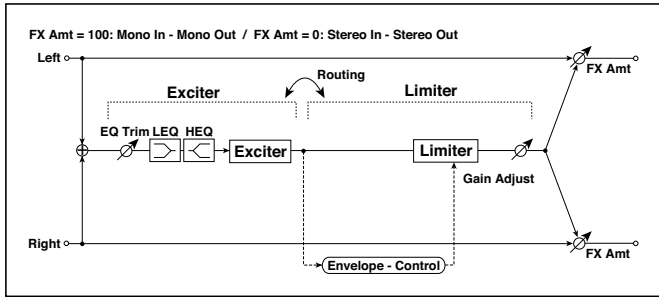 FX Amt = 100: Mono In - Mono Out / FX Amt = 0: Stereo In - Stereo Out
Left
FX Amt
Routing
Exciter
Limiter
EQ Trim LEQ HEQ
Exciter
Limiter
Gain Adjust
Right
FX Amt
Envelope - Control